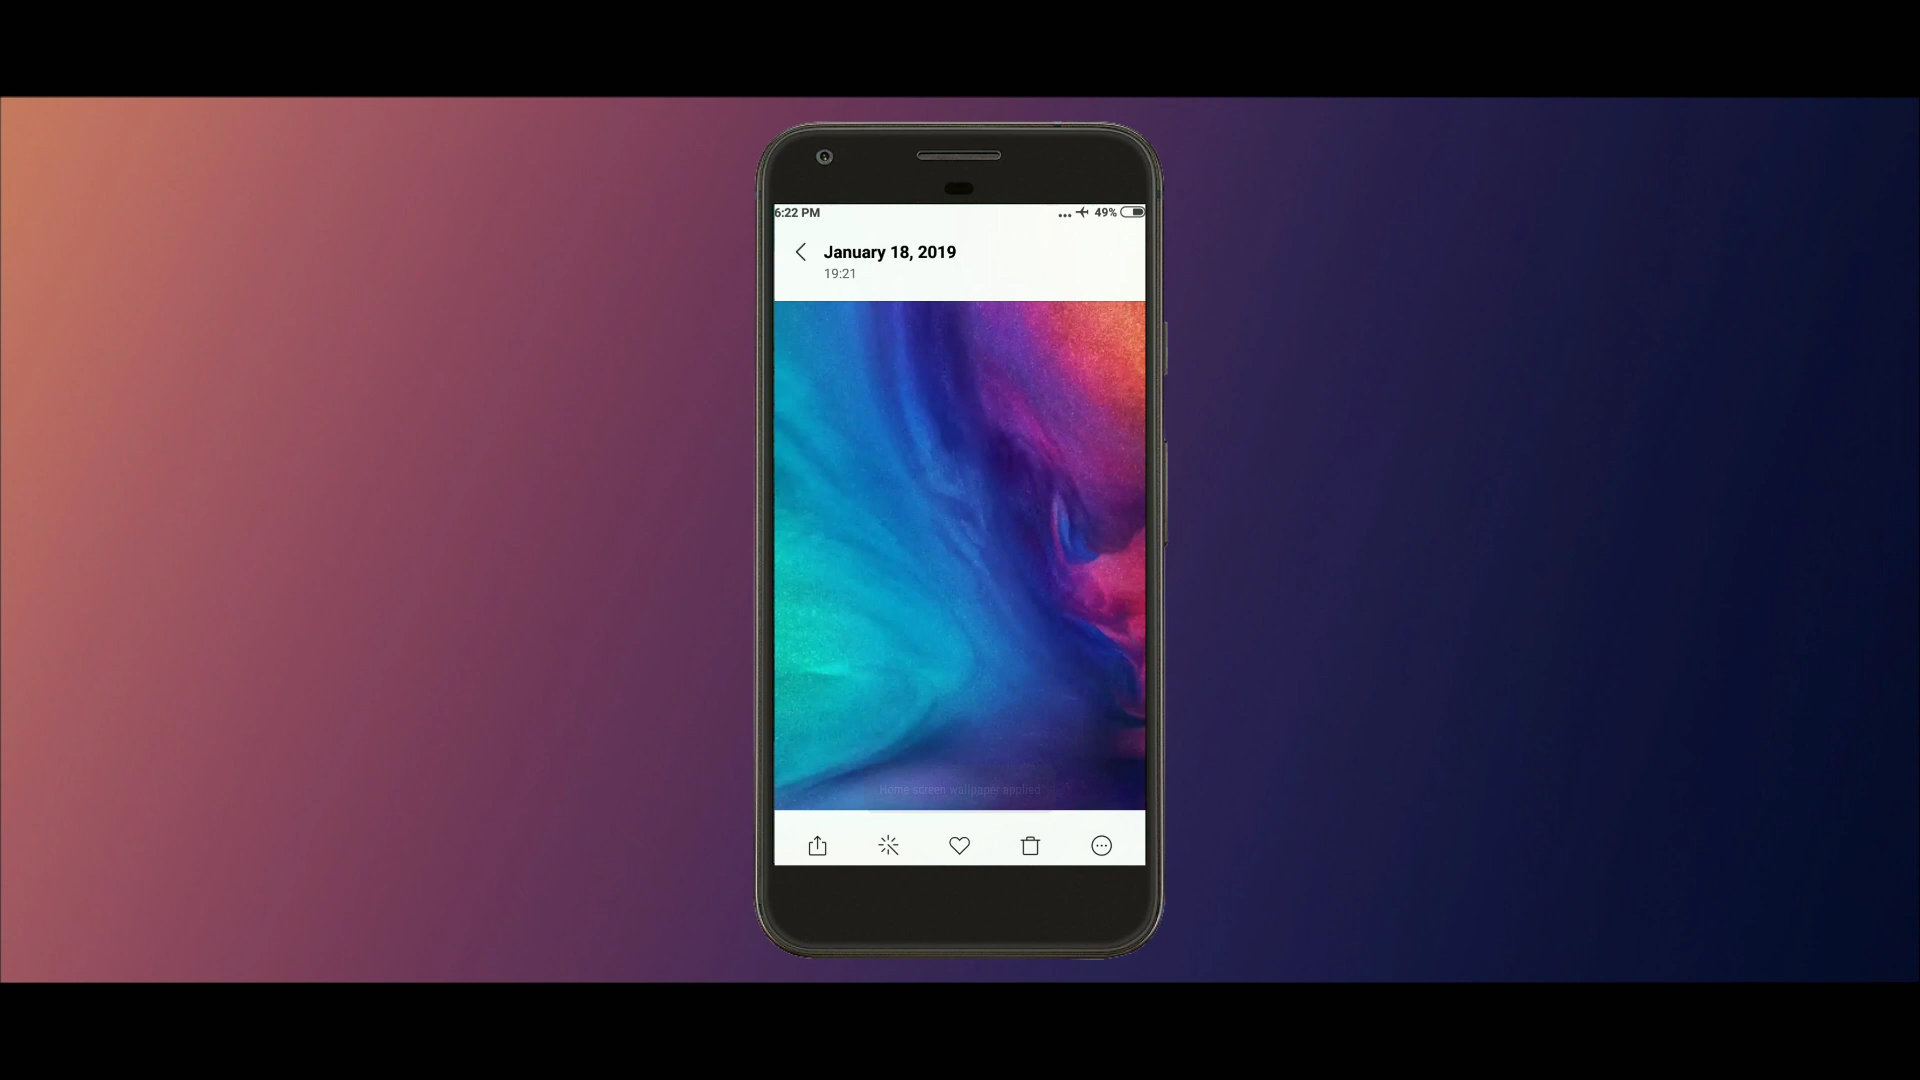 6:22 PM
... 49%
January 18, 2019
19:21
Home screen wallpaper applied